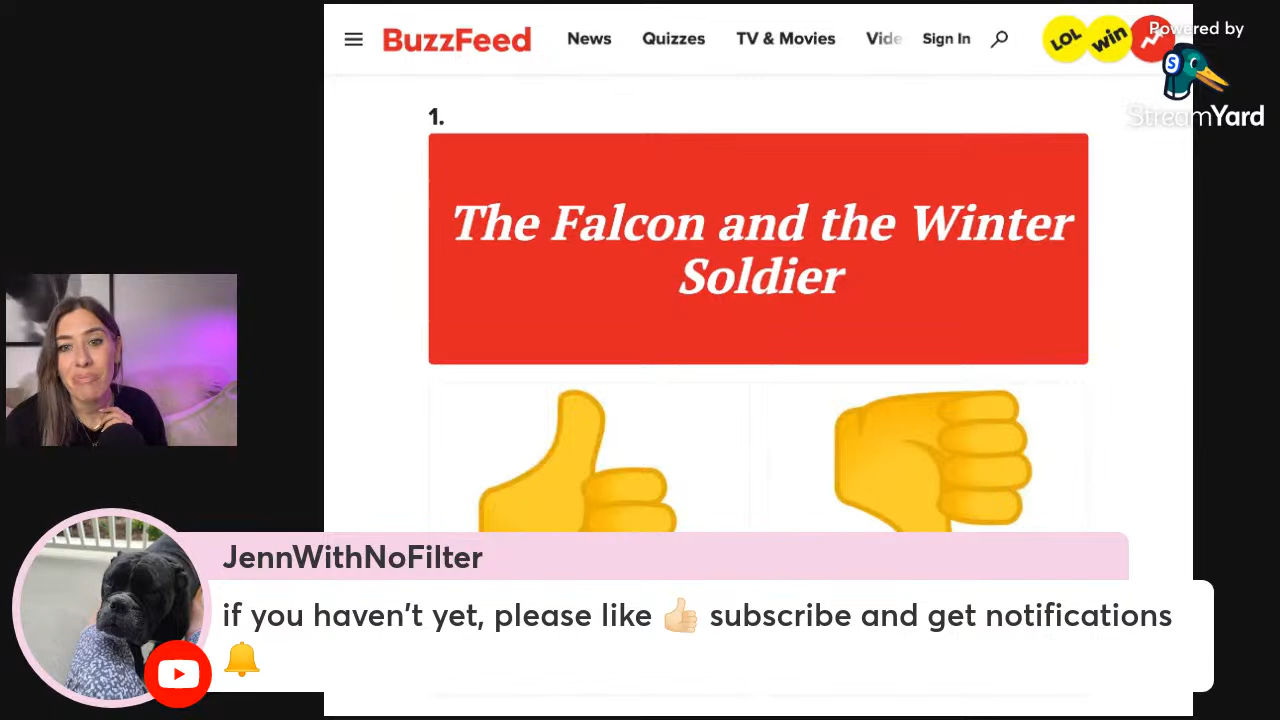 BuzzFeed News Quizzes TV & Movies Vide Sign In LOL win
Powered by
S
StreamYard
1.
The Falcon and the Winter
Soldier
JennWithNoFilter
if you haven't yet, please like 👍🏻 subscribe and get notifications
🔔